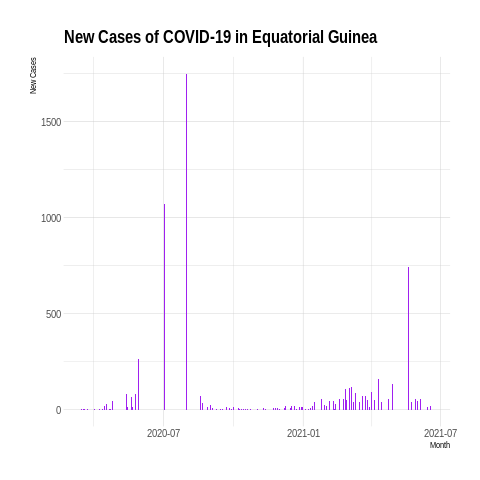 New Cases of COVID-19 in Equatorial Guinea
New Cases
1500
1000
500
0
2020-07
2021-01
2021-07
Month